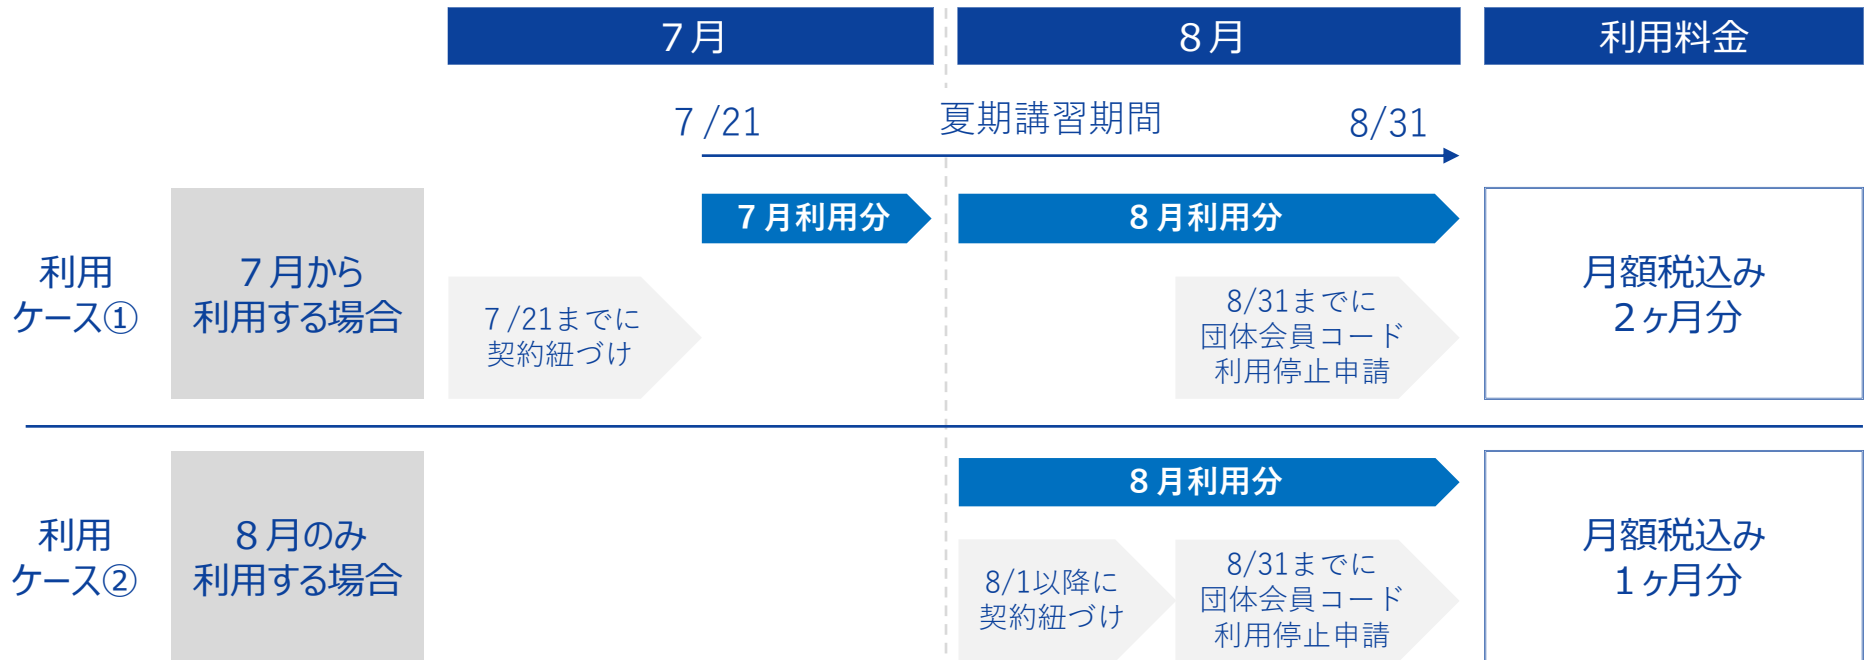 ７月
８月
利用料金
７/21
夏期講習期間
8/31
７月利用分
８月利用分
利用
ケース①
７月から
利用する場合
７/21までに
契約紐づけ
8/31までに
団体会員コード
利用停止申請
月額税込み
２ヶ月分
８月利用分
利用
ケース②
８月のみ
利用する場合
8/1以降に
契約紐づけ
8/31までに
団体会員コード
利用停止申請
月額税込み
１ヶ月分